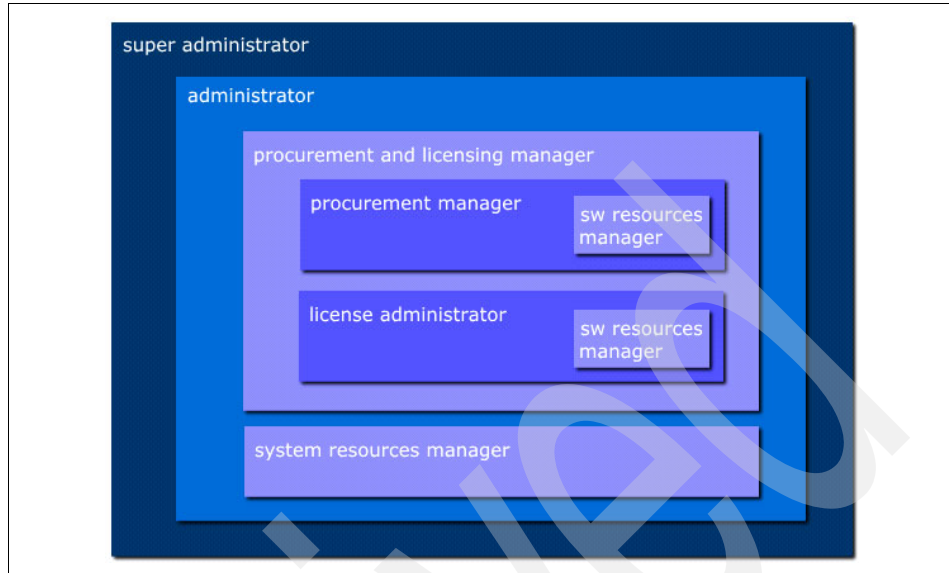 super administrator
administrator
procurement and licensing manager
procurement manager
sw resources
manager
license administrator
sw resources
manager
system resources manager